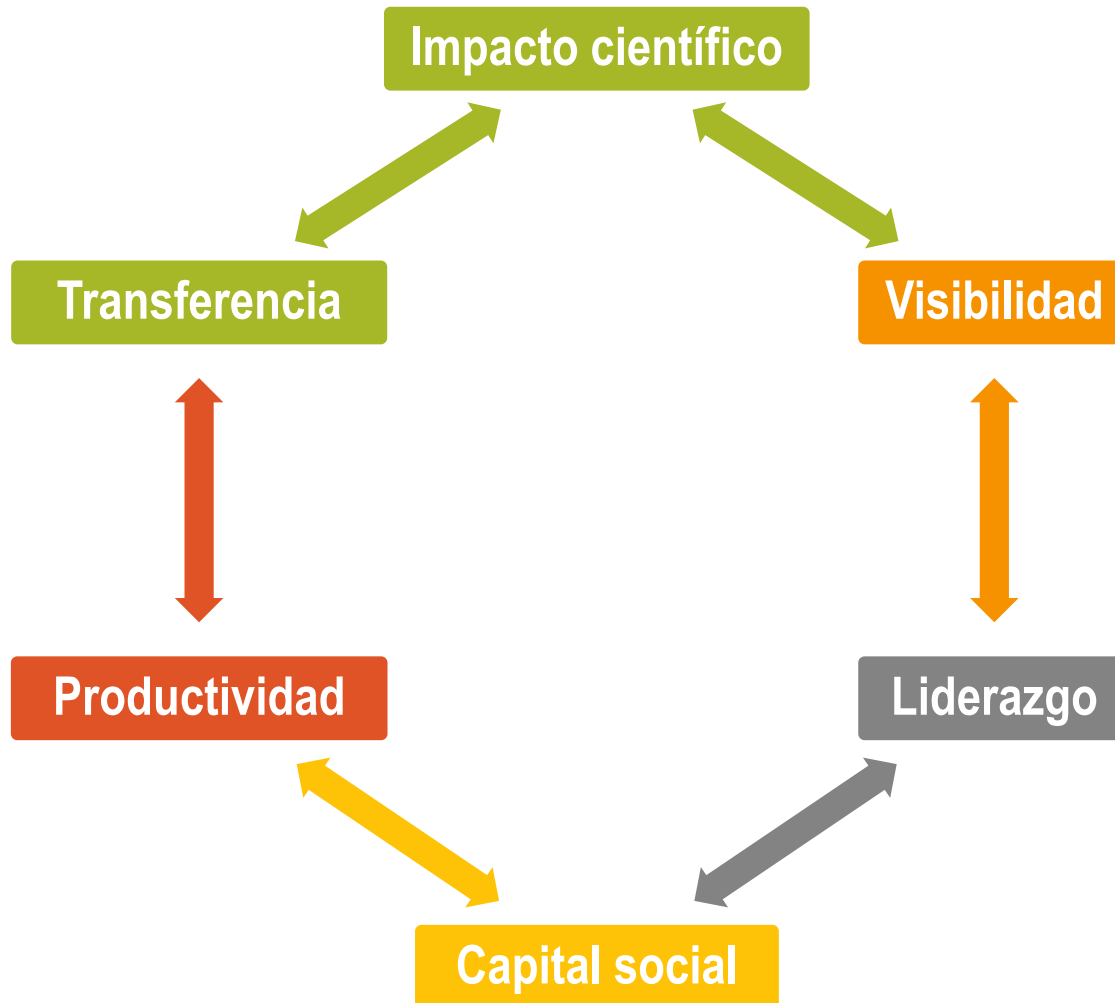 Impacto científico
Transferencia
Visibilidad
Productividad
Liderazgo
Capital social